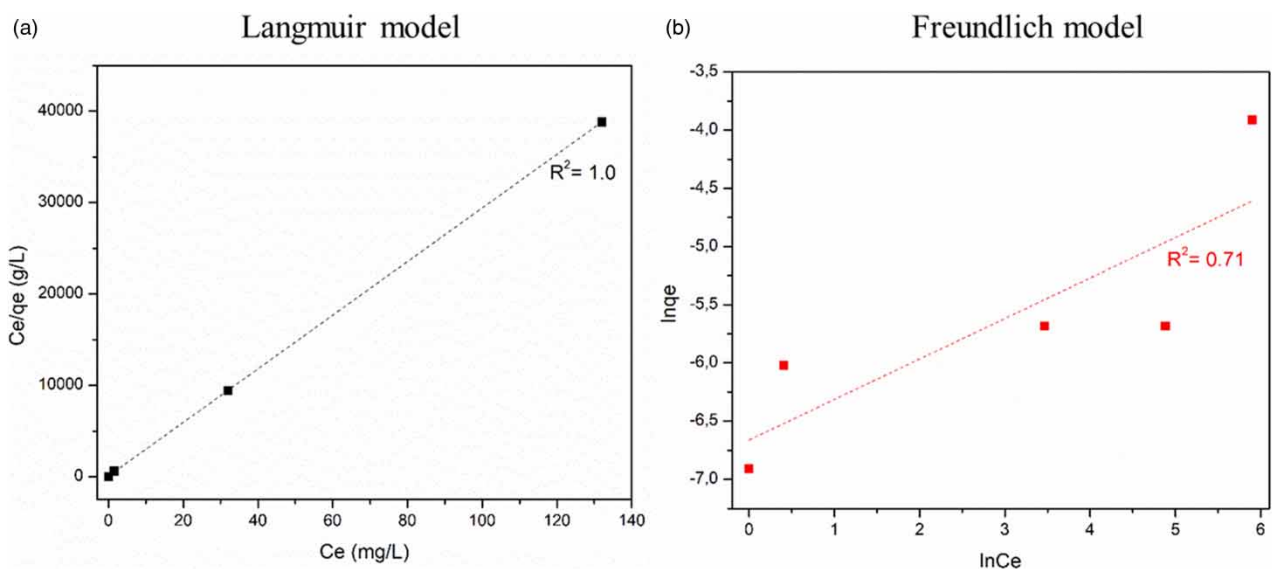 (a)
Langmuir model
40000
30000
20000
10000
0
Ce/qe (g/L)
R²= 1.0
0 20 40 60 80 100 120 140
Ce (mg/L)
(b)
Freundlich model
-3,5
-4,0
-4,5
-5,0
-5,5
-6,0
-6,5
-7,0
lnqe
R²= 0.71
0 1 2 3 4 5 6
lnCe